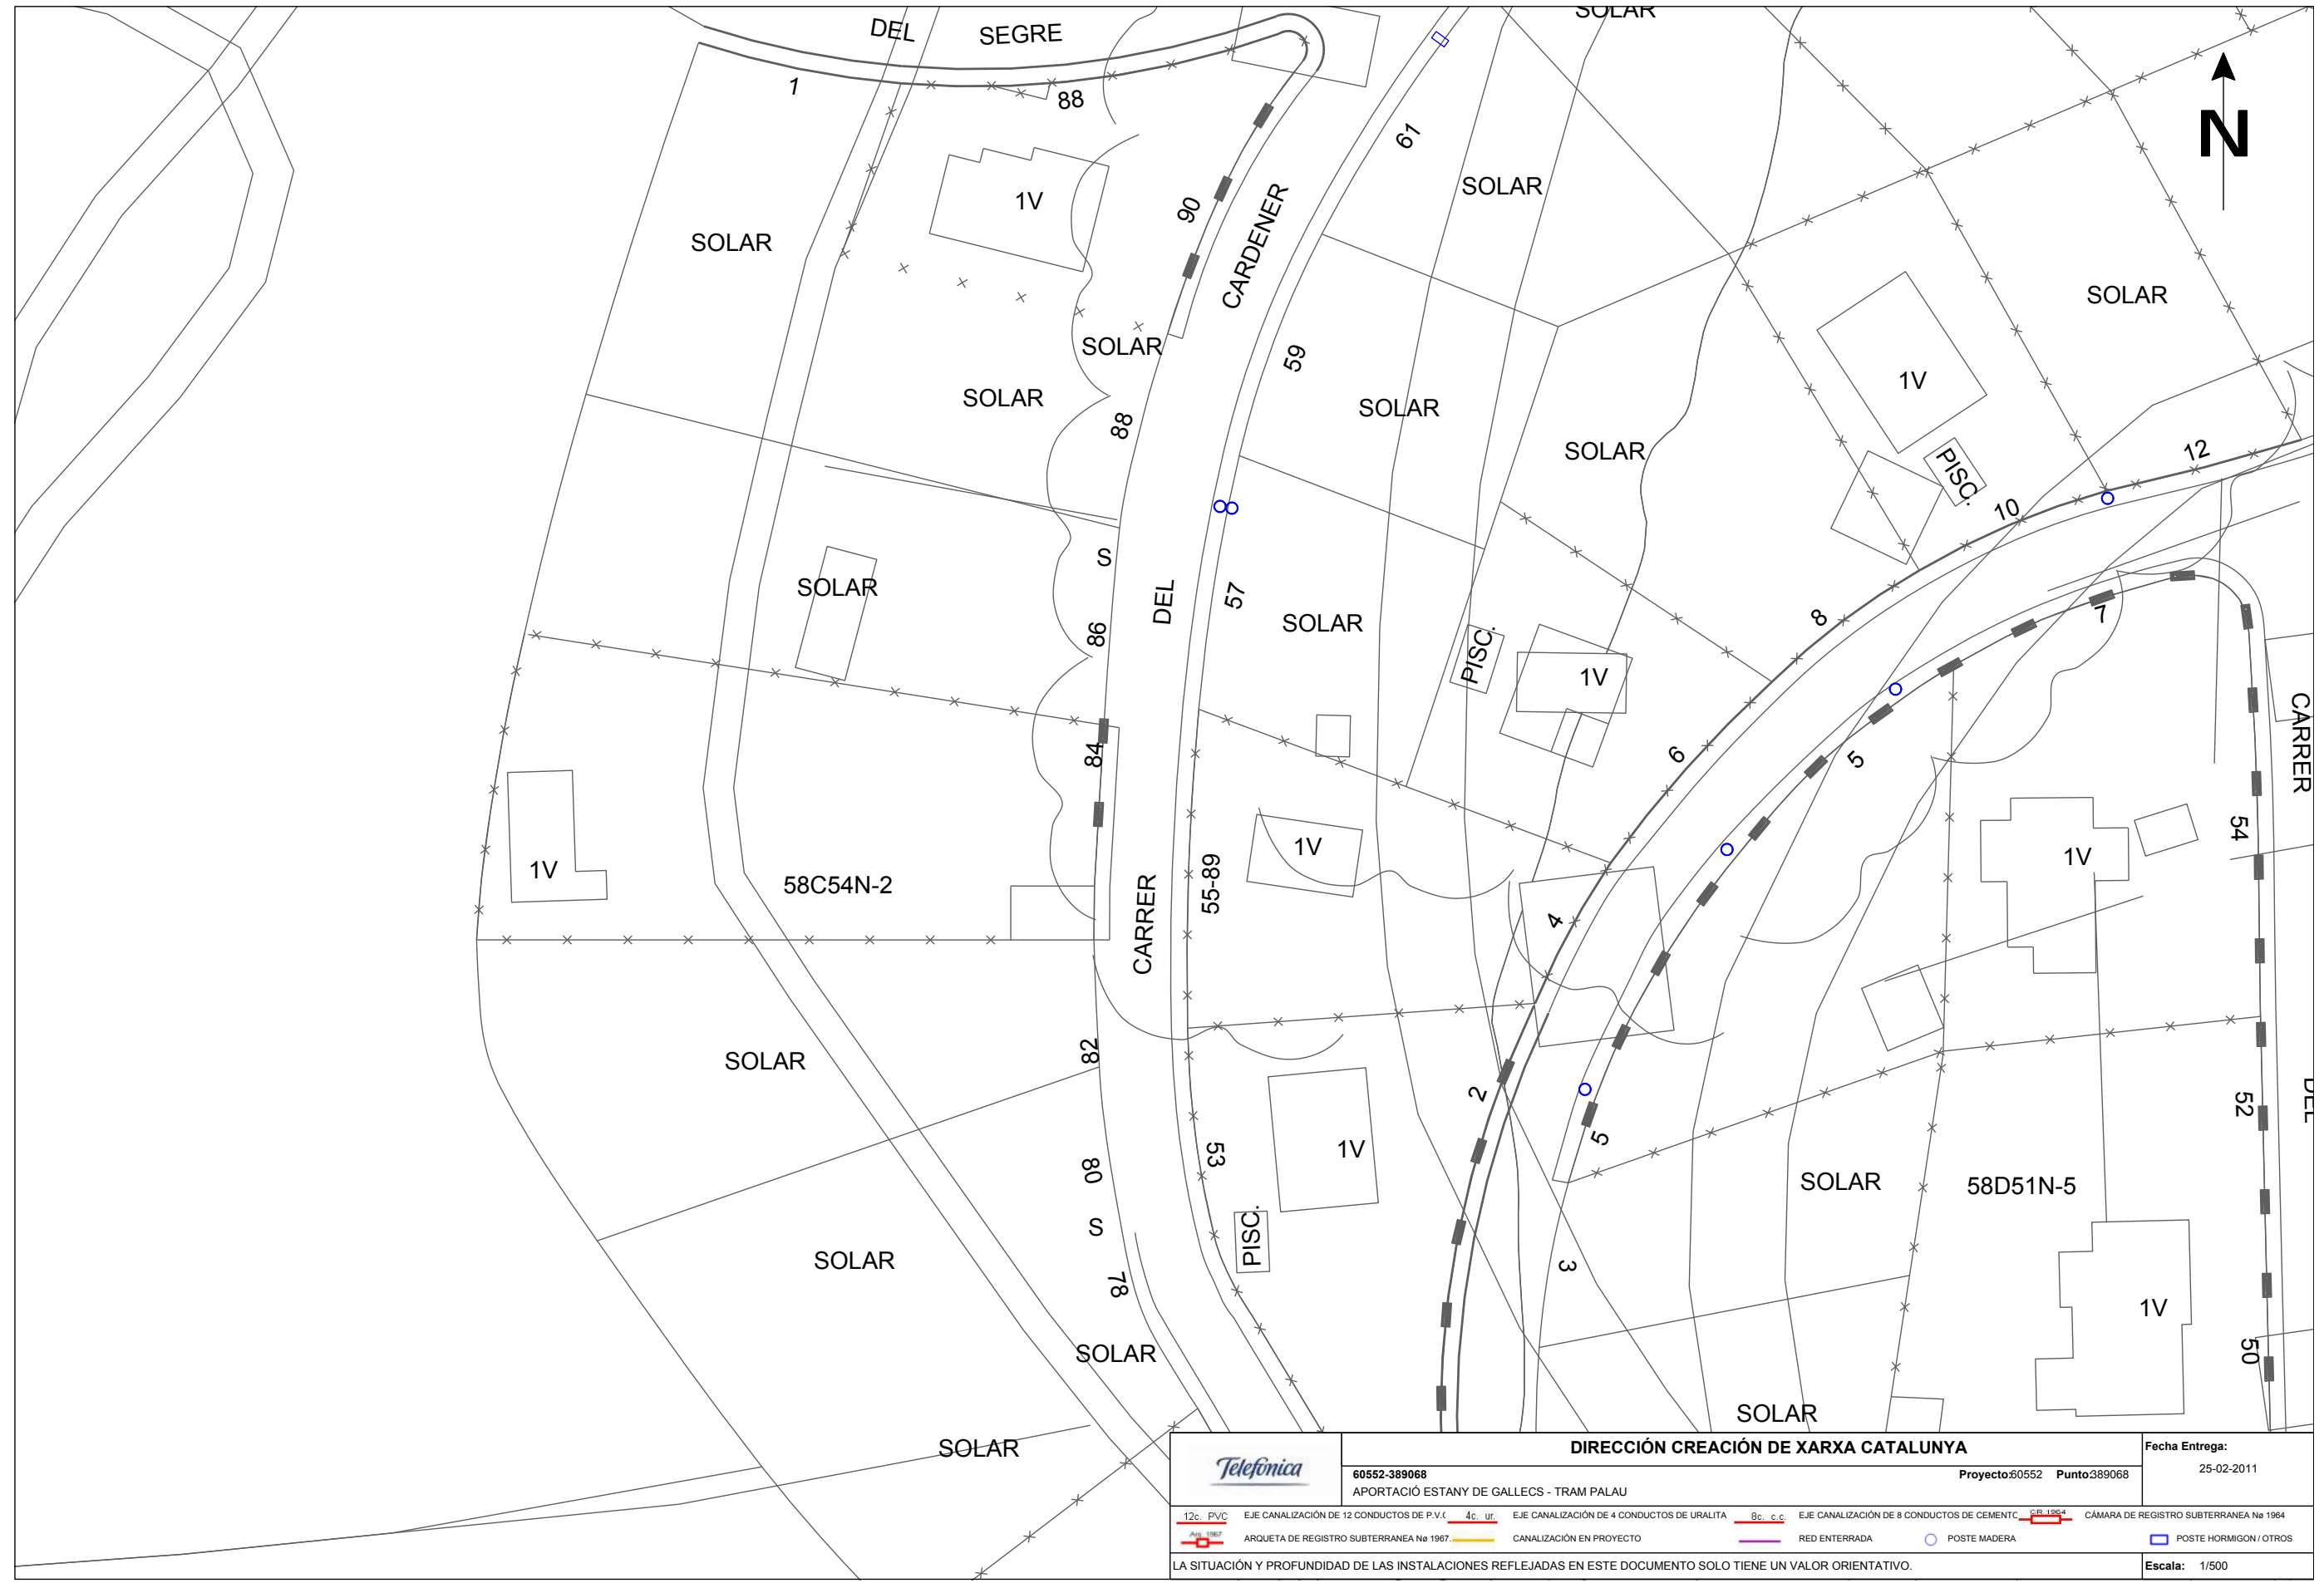 SOLAR
DEL SEGRE
1
88
61
N
1V
90
SOLAR
SOLAR
CARDENER
SOLAR
SOLAR
59
1V
SOLAR
SOLAR
SOLAR
88
SOLAR
12
PISC.
10
S
SOLAR
57
DEL
SOLAR
8
7
86
PISC.
1V
84
6
5
CARRER
54
1V
1V
1V
58C54N-2
55-89
4
CARRER
SOLAR
82
2
52
DEL
5
53
1V
80
SOLAR
58D51N-5
S
PISC.
SOLAR
3
78
1V
50
SOLAR
SOLAR
SOLAR
Telefónica
DIRECCIÓN CREACIÓN DE XARXA CATALUNYA
Fecha Entrega:
25-02-2011
60552-389068
Proyecto:60552 Punto:389068
APORTACIÓ ESTANY DE GALLECS - TRAM PALAU
12c. PVC EJE CANALIZACIÓN DE 12 CONDUCTOS DE P.V.C
4c. ur. EJE CANALIZACIÓN DE 4 CONDUCTOS DE URALITA
8c. c.c. EJE CANALIZACIÓN DE 8 CONDUCTOS DE CEMENTO
C.R. 1964 CÁMARA DE REGISTRO SUBTERRANEA Nø 1964
Arq. 1967 ARQUETA DE REGISTRO SUBTERRANEA Nø 1967.
CANALIZACIÓN EN PROYECTO
RED ENTERRADA
POSTE MADERA
POSTE HORMIGON / OTROS
LA SITUACIÓN Y PROFUNDIDAD DE LAS INSTALACIONES REFLEJADAS EN ESTE DOCUMENTO SOLO TIENE UN VALOR ORIENTATIVO.
Escala: 1/500